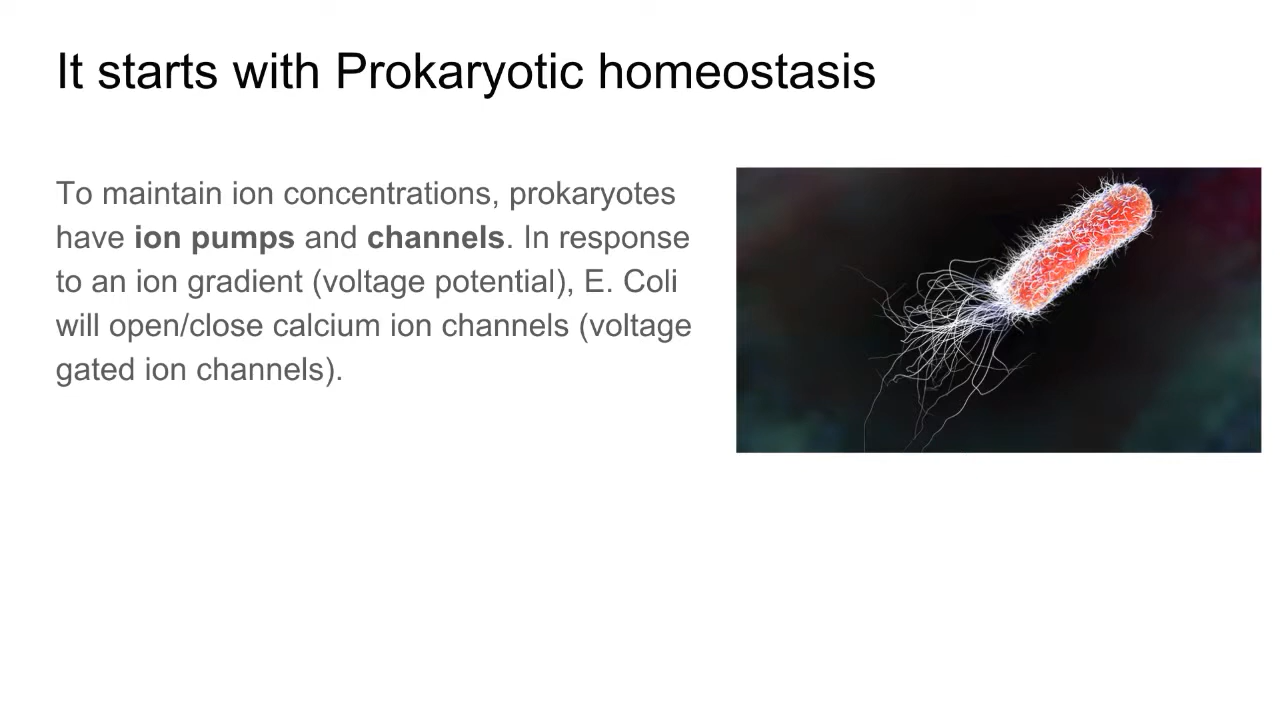 It starts with Prokaryotic homeostasis
To maintain ion concentrations, prokaryotes
have ion pumps and channels. In response
to an ion gradient (voltage potential), E. Coli
will open/close calcium ion channels (voltage
gated ion channels).